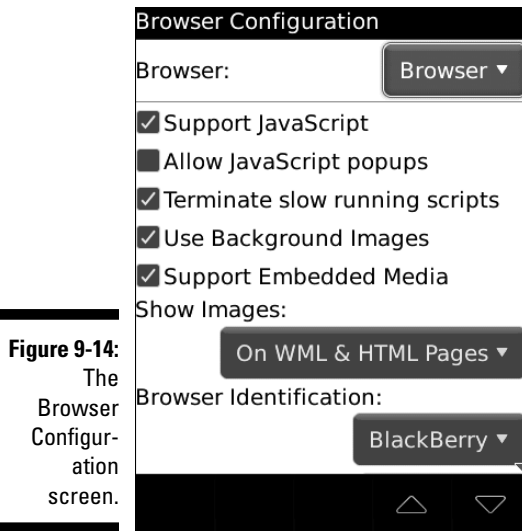 Browser Configuration
Browser:
Browser
Support JavaScript
Allow JavaScript popups
Terminate slow running scripts
Use Background Images
Support Embedded Media
Show Images:
On WML & HTML Pages
Browser Identification:
BlackBerry
Figure 9-14:
The
Browser
Configur-
ation
screen.